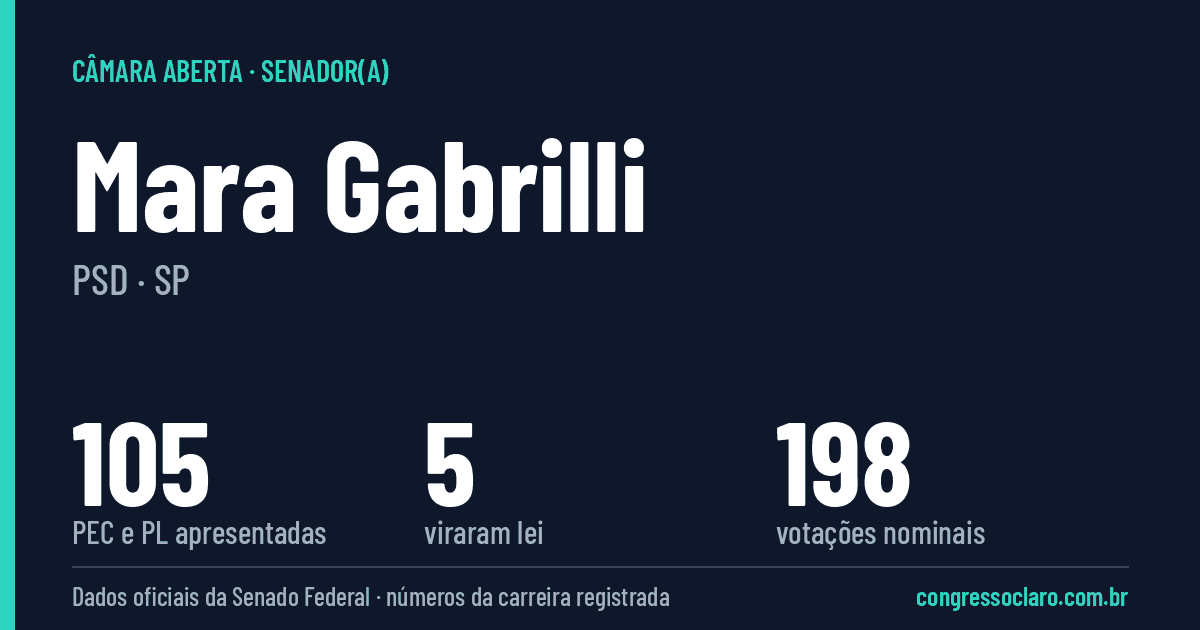 CÂMARA ABERTA · SENADOR(A)
Mara Gabrilli
PSD · SP
105 5 198
PEC e PL apresentadas viraram lei votações nominais
Dados oficiais da Senado Federal · números da carreira registrada congressoclaro.com.br